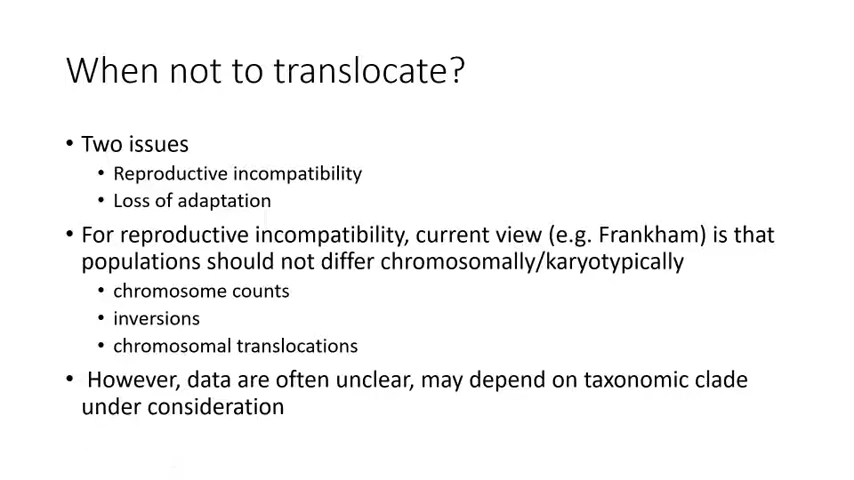 When not to translocate?
• Two issues
• Reproductive incompatibility
• Loss of adaptation
• For reproductive incompatibility, current view (e.g. Frankham) is that
populations should not differ chromosomally/karyotypically
• chromosome counts
• inversions
• chromosomal translocations
• However, data are often unclear, may depend on taxonomic clade
under consideration